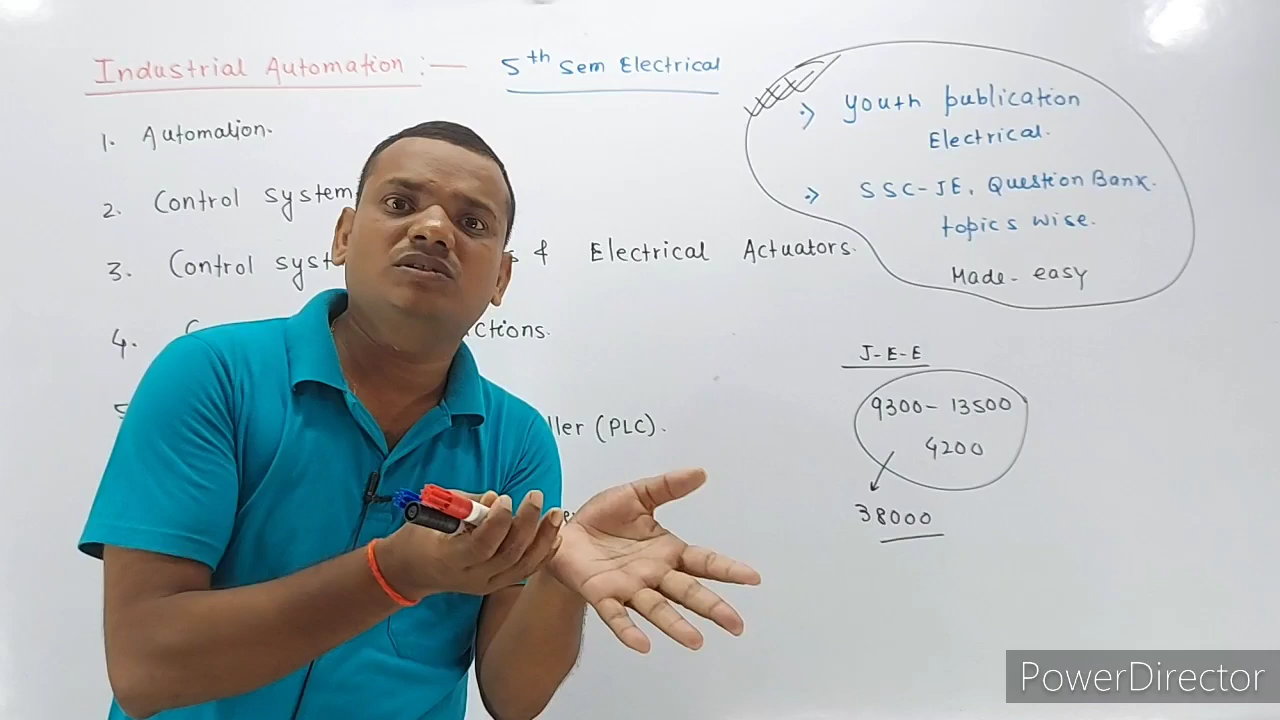 Industrial Automation :— 5th Sem Electrical
1. Automation.
2. Control system
3. Control syst s & Electrical Actuators.
4. C ctions.
5 ller (PLC).
:) youth publication
Electrical.
:) SSC-JE, Question Bank.
topics wise.
Made-easy
J-E-E
9300- 13500
4200
38000
PowerDirector